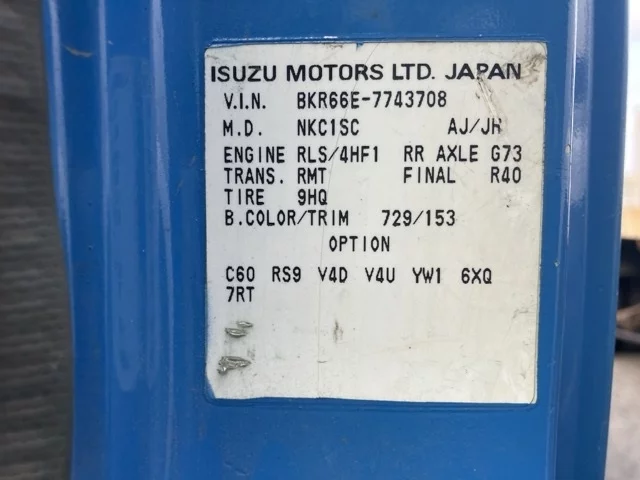 ISUZU MOTORS LTD. JAPAN
V.I.N. BKR66E-7743708
M.D. NKC1SC AJ/JH
ENGINE RLS/4HF1 RR AXLE G73
TRANS. RMT FINAL R40
TIRE 9HQ
B.COLOR/TRIM 729/153
OPTION
C60 RS9 V4D V4U YW1 6XQ
7RT